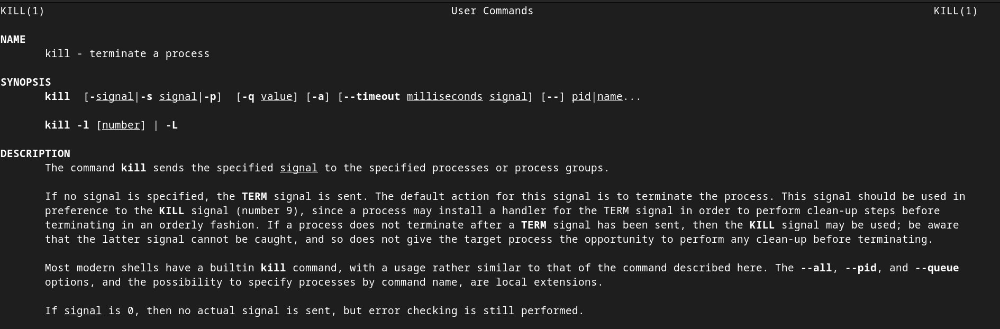 KILL(1) User Commands KILL(1)
NAME
kill - terminate a process
SYNOPSIS
kill [-signal|-s signal|-p] [-q value] [-a] [--timeout milliseconds signal] [--] pid|name...
kill -l [number] | -L
DESCRIPTION
The command kill sends the specified signal to the specified processes or process groups.
If no signal is specified, the TERM signal is sent. The default action for this signal is to terminate the process. This signal should be used in
preference to the KILL signal (number 9), since a process may install a handler for the TERM signal in order to perform clean-up steps before
terminating in an orderly fashion. If a process does not terminate after a TERM signal has been sent, then the KILL signal may be used; be aware
that the latter signal cannot be caught, and so does not give the target process the opportunity to perform any clean-up before terminating.
Most modern shells have a builtin kill command, with a usage rather similar to that of the command described here. The --all, --pid, and --queue
options, and the possibility to specify processes by command name, are local extensions.
If signal is 0, then no actual signal is sent, but error checking is still performed.